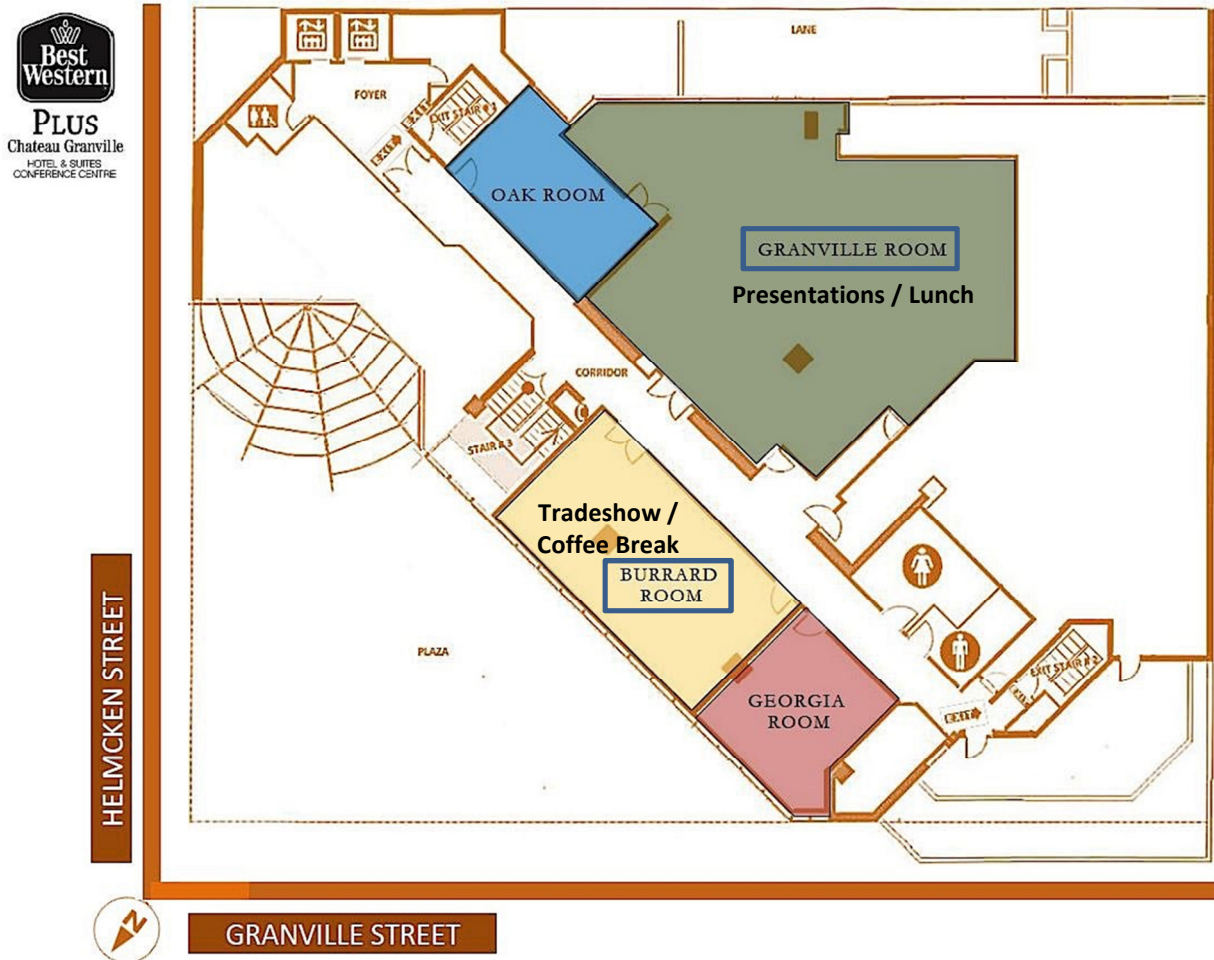 Best
Western
PLUS
Chateau Granville
HOTEL & SUITES
CONFERENCE CENTRE
LANE
FOYER
EXIT
EXIT STAIR # 1
EXIT
OAK ROOM
GRANVILLE ROOM
Presentations / Lunch
CORRIDOR
STAIR # 3
Tradeshow /
Coffee Break
BURRARD
ROOM
PLAZA
GEORGIA
ROOM
EXIT STAIR # 2
EXIT
EXIT
HELMCKEN STREET
N
GRANVILLE STREET